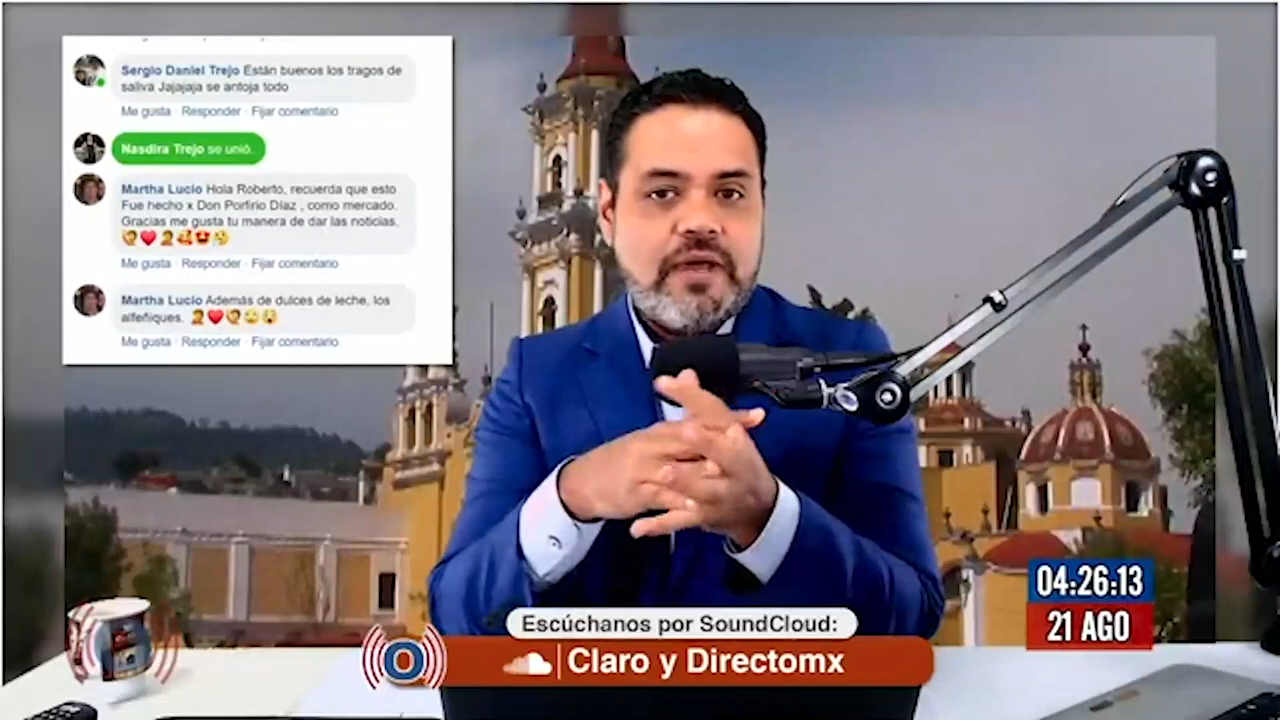 Sergio Daniel Trejo Están buenos los tragos de
saliva Jajajaja se antoja todo
Me gusta · Responder · Fijar comentario
Nasdira Trejo se unió.
Martha Lucio Hola Roberto, recuerda que esto
Fue hecho x Don Porfirio Díaz , como mercado.
Gracias me gusta tu manera de dar las noticias.
Me gusta · Responder · Fijar comentario
Martha Lucio Además de dulces de leche, los
alfeñiques.
Me gusta · Responder · Fijar comentario
04:26:13
21 AGO
Escúchanos por SoundCloud:
O
Claro y Directomx